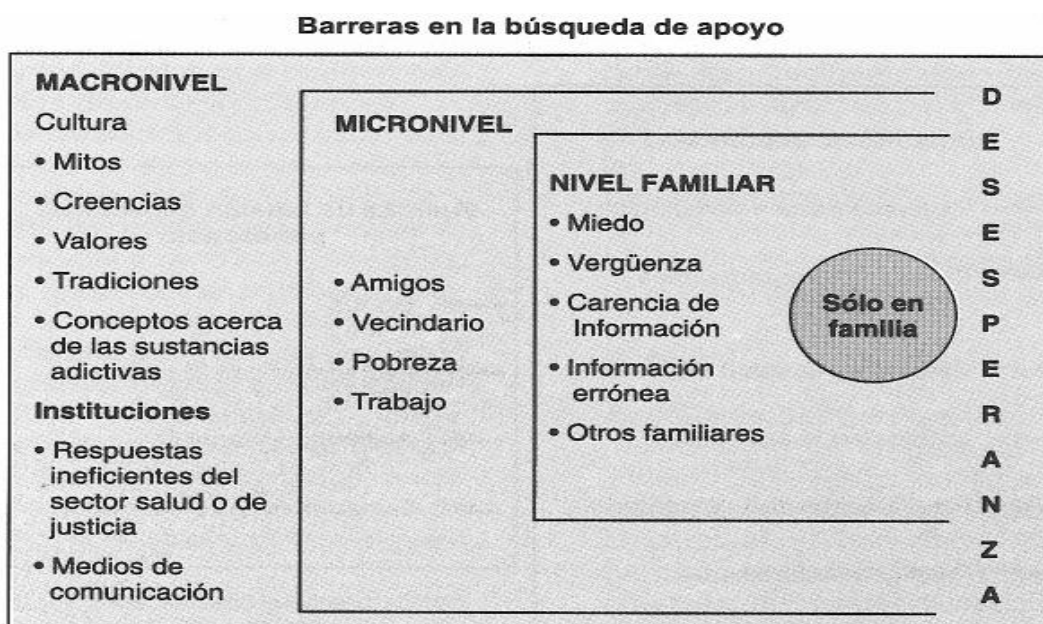 Barreras en la búsqueda de apoyo
MACRONIVEL
Cultura
• Mitos
• Creencias
• Valores
• Tradiciones
• Conceptos acerca
de las sustancias
adictivas
Instituciones
• Respuestas
ineficientes del
sector salud o de
justicia
• Medios de
comunicación
MICRONIVEL
• Amigos
• Vecindario
• Pobreza
• Trabajo
NIVEL FAMILIAR
• Miedo
• Vergüenza
• Carencia de
Información
• Información
errónea
• Otros familiares
Sólo en
familia
D
E
S
E
S
P
E
R
A
N
Z
A